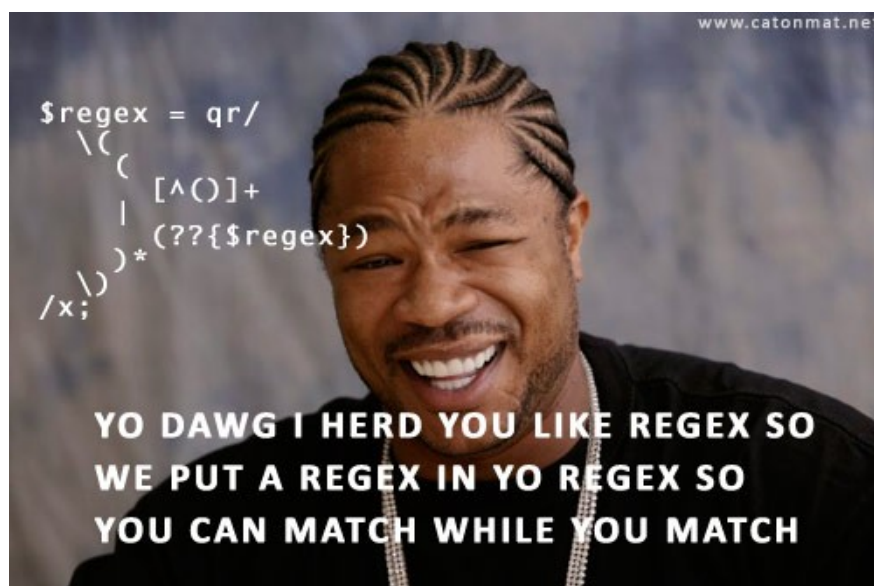 www.catonmat.net
$regex = qr/
\(
(
[^()]+
|
(??{$regex})
)*
\)
/x;
YO DAWG I HERD YOU LIKE REGEX SO
WE PUT A REGEX IN YO REGEX SO
YOU CAN MATCH WHILE YOU MATCH